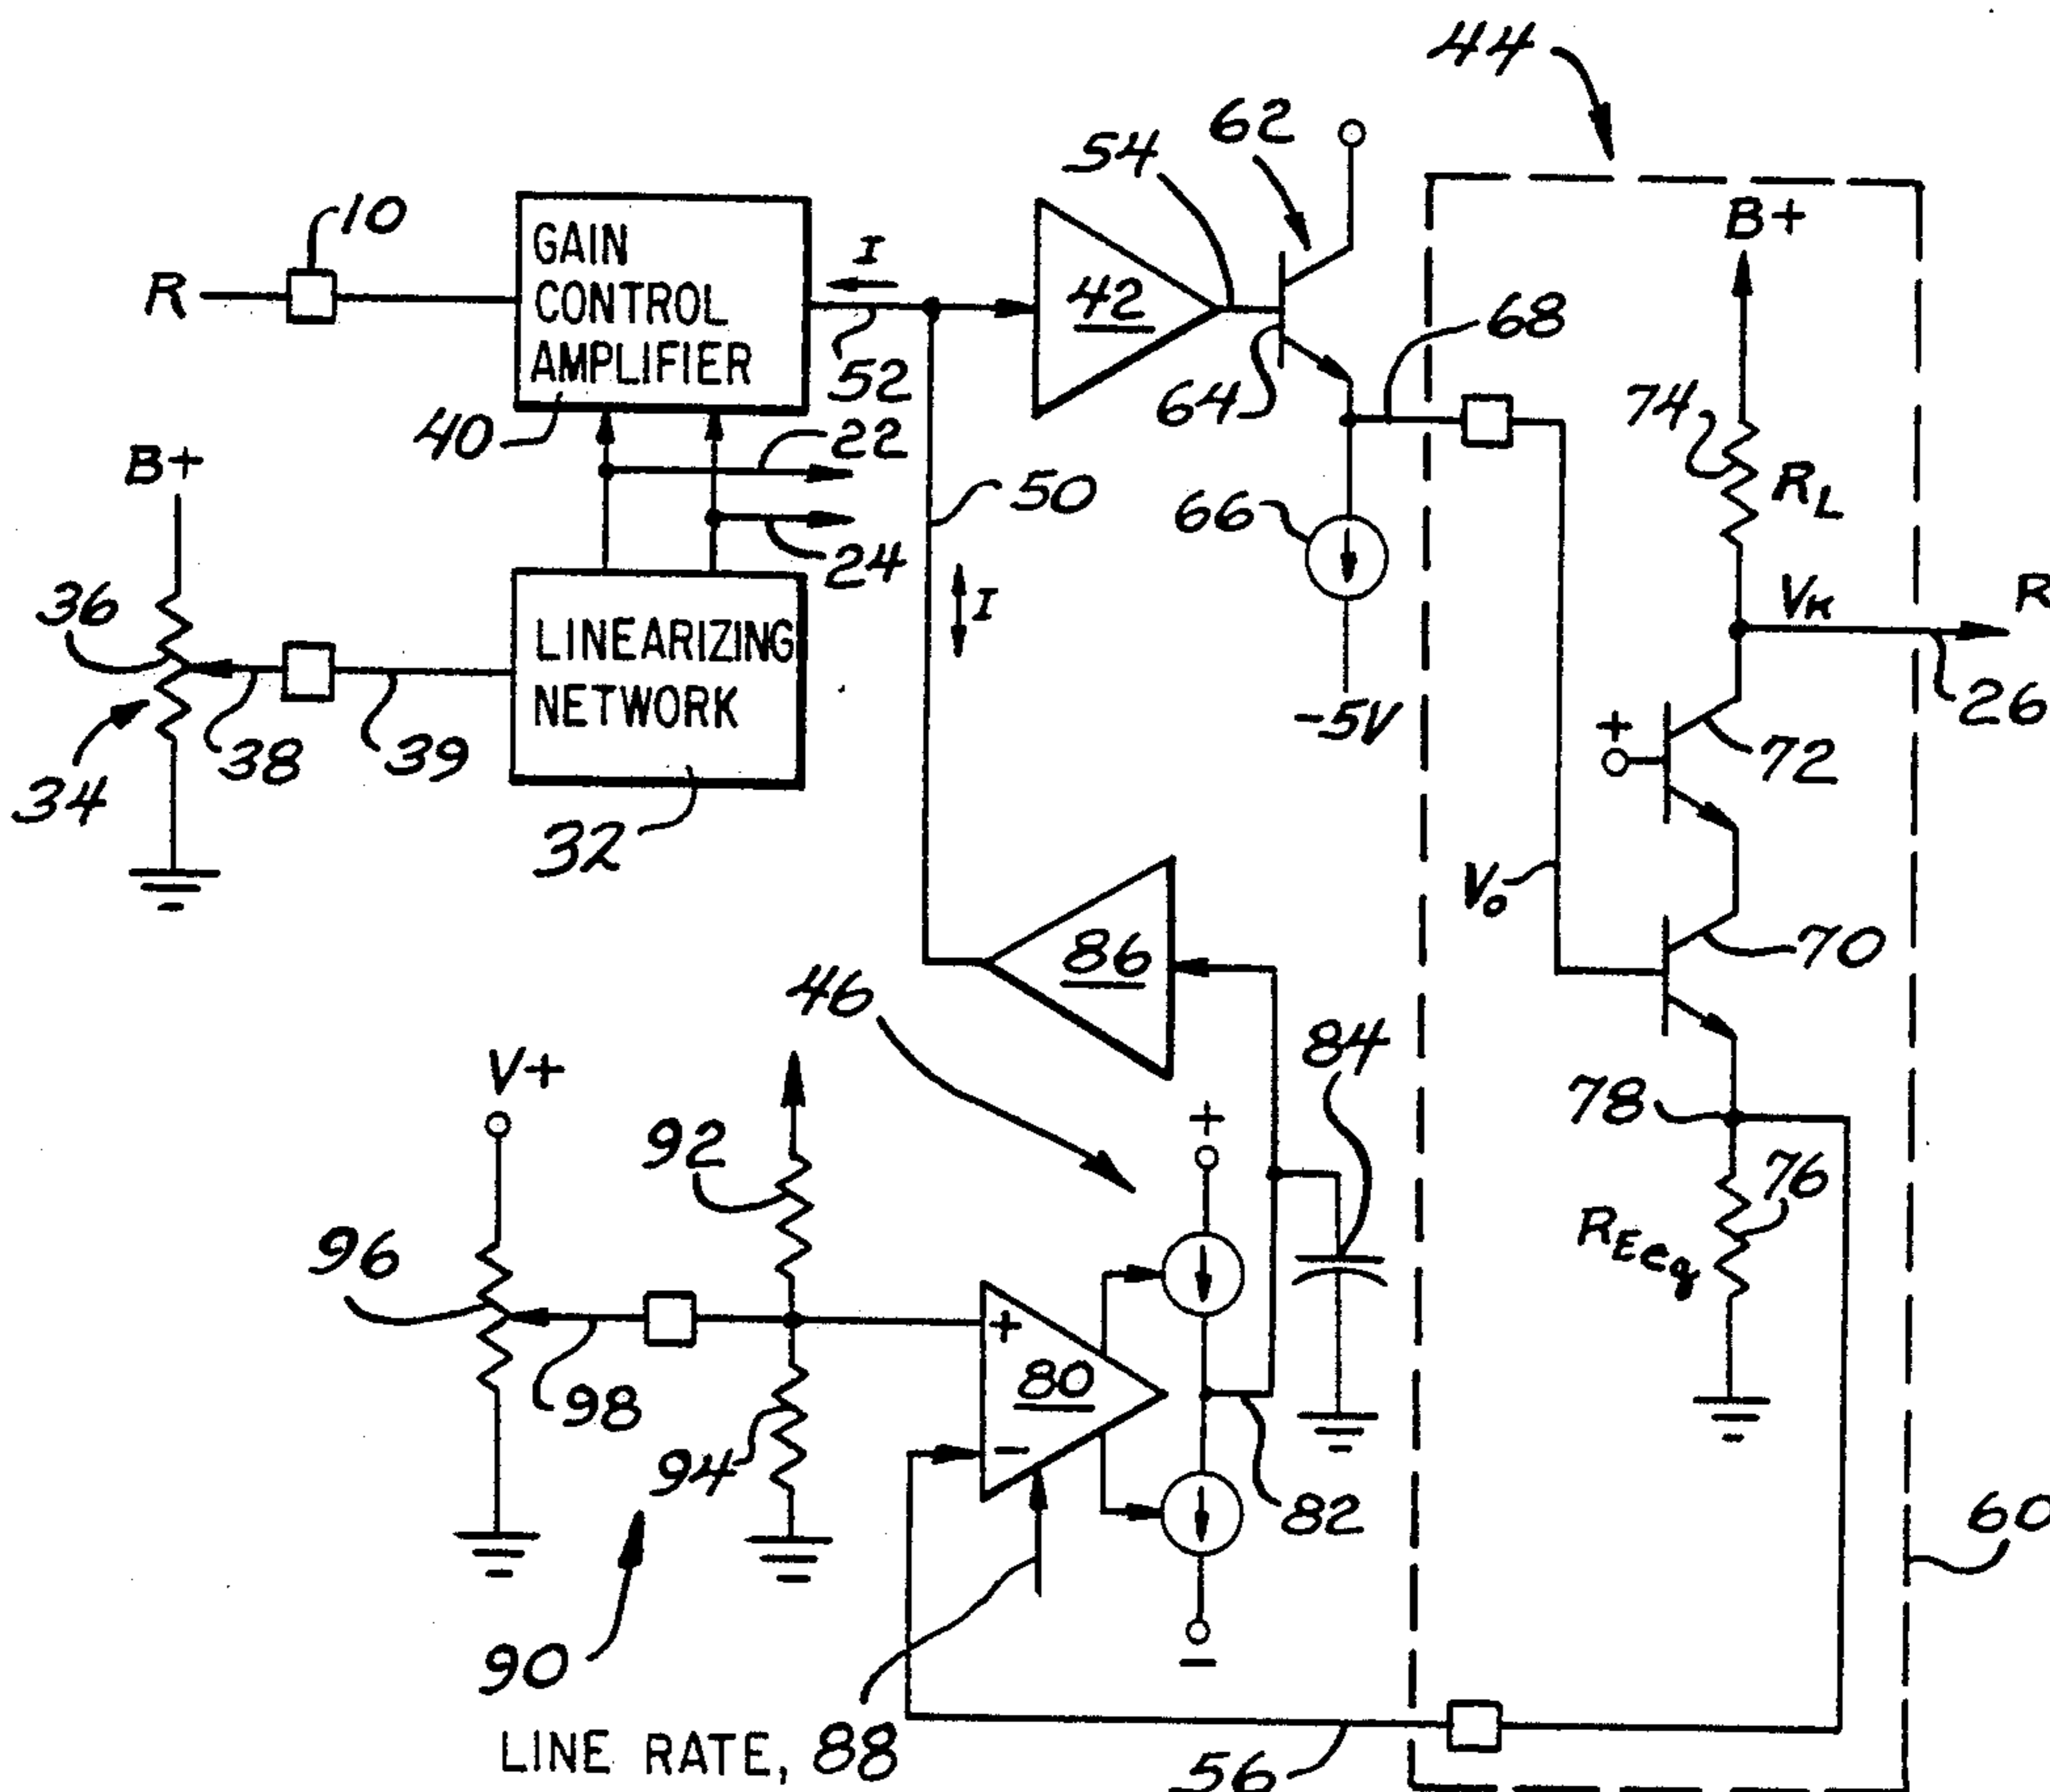 44
62
54
10
B+
R
GAIN
CONTROL
AMPLIFIER
I
42
68
52
64
74
40
22
RL
B+
50
66
24
36
I
VK
R
LINEARIZING
NETWORK
-5V
26
+
72
34
38
39
32
Vo
70
86
46
84
V+
78
92
+
76
REeq
96
+
80
98
-
94
82
60
90
-
LINE RATE, 88
56